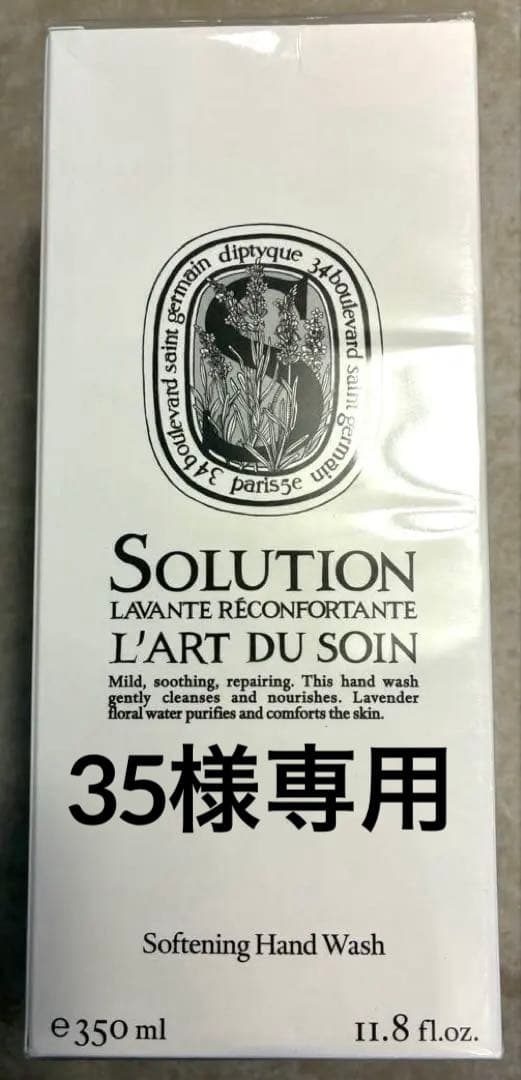 diptyque 34 boulevard saint germain paris5e 34 boulevard saint germain
S
SOLUTION
LAVANTE RÉCONFORTANTE
L'ART DU SOIN
Mild, soothing, repairing. This hand wash
gently cleanses and nourishes. Lavender
floral water purifies and comforts the skin.
35様専用
Softening Hand Wash
e350 ml
11.8 fl.oz.